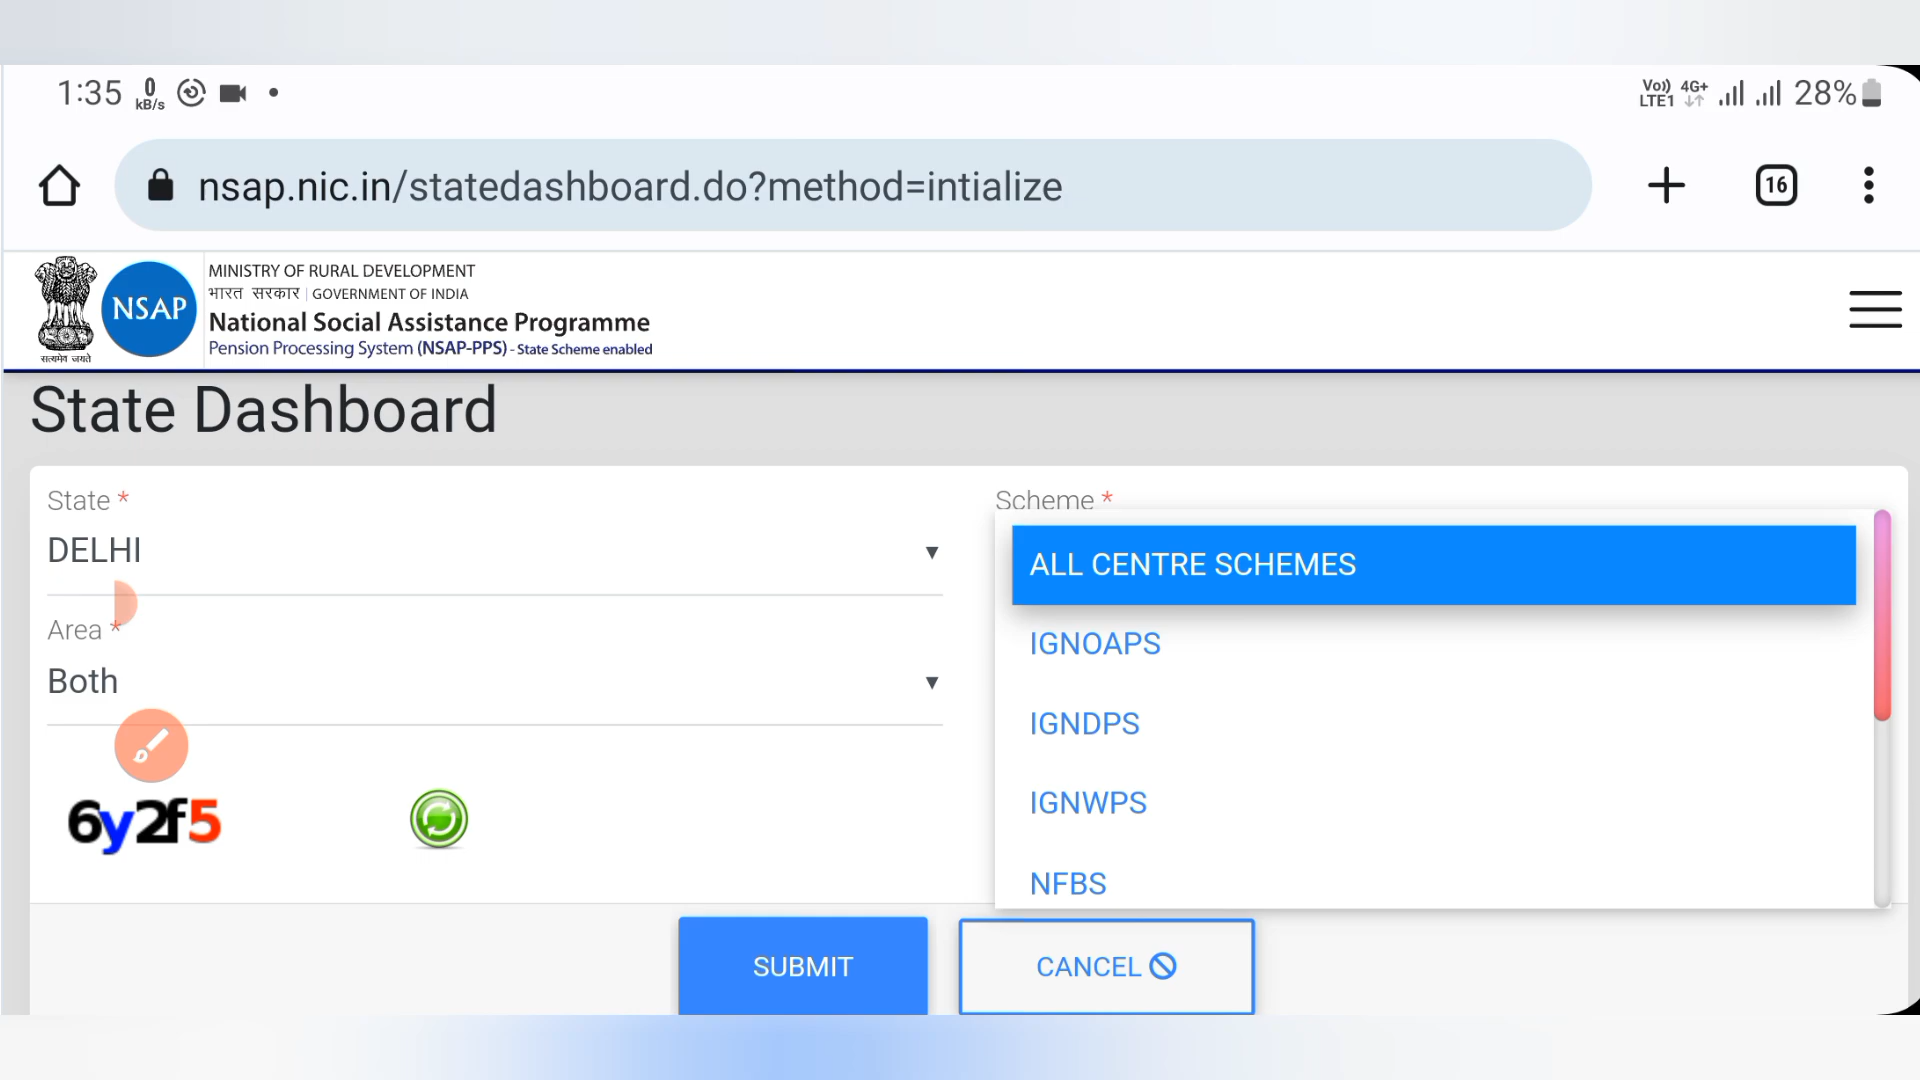 1:35 0 kB/s
Vo)) LTE1 4G+ 28%
nsap.nic.in/statedashboard.do?method=intialize
16
सत्यमेव जयते
NSAP
MINISTRY OF RURAL DEVELOPMENT
भारत सरकार | GOVERNMENT OF INDIA
National Social Assistance Programme
Pension Processing System (NSAP-PPS) - State Scheme enabled
State Dashboard
State *
DELHI
Area *
Both
6y2f5
Scheme *
ALL CENTRE SCHEMES
IGNOAPS
IGNDPS
IGNWPS
NFBS
SUBMIT
CANCEL